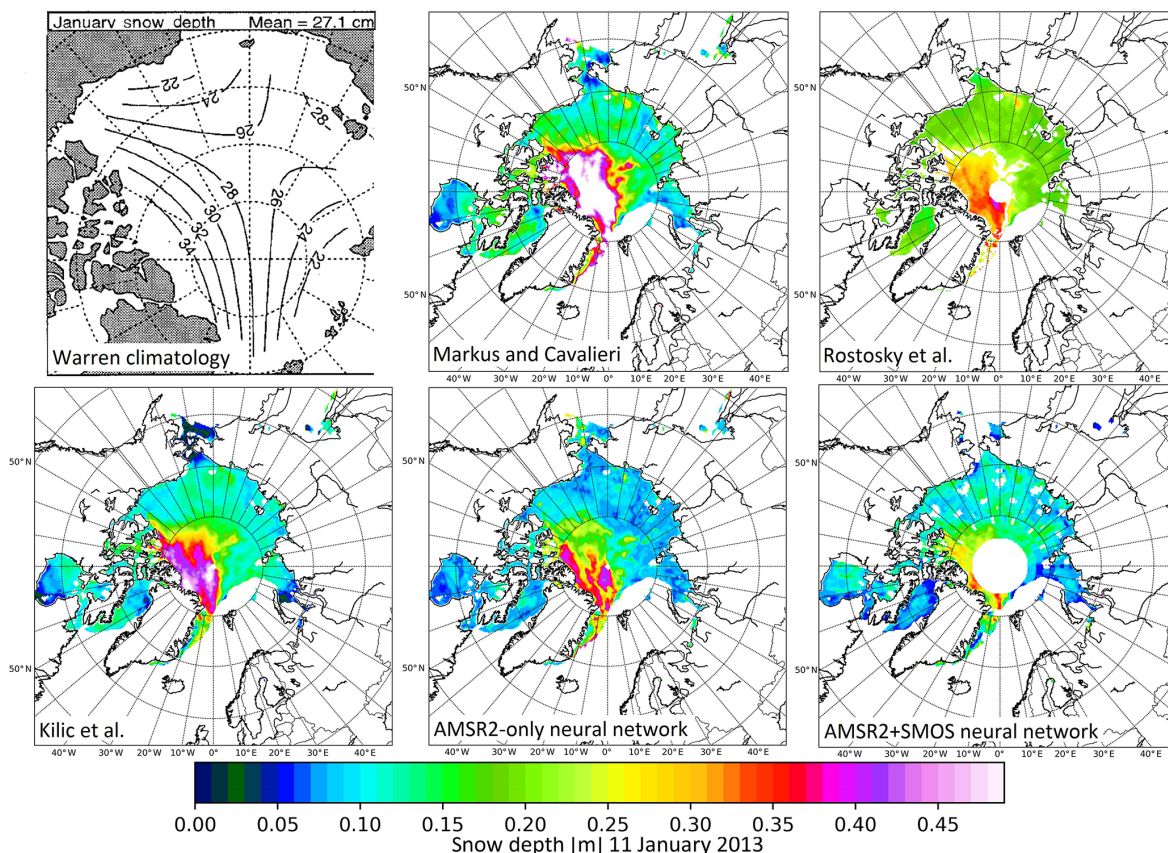 January snow depth Mean = 27.1 cm
22
24
26
28
28
26
30
32
34
24
22
Warren climatology
50°N
50°N
40°W 30°W 20°W 10°W 0° 10°E 20°E 30°E 40°E
Markus and Cavalieri
50°N
50°N
40°W 30°W 20°W 10°W 0° 10°E 20°E 30°E 40°E
Rostosky et al.
50°N
50°N
40°W 30°W 20°W 10°W 0° 10°E 20°E 30°E 40°E
Kilic et al.
50°N
50°N
40°W 30°W 20°W 10°W 0° 10°E 20°E 30°E 40°E
AMSR2-only neural network
50°N
50°N
40°W 30°W 20°W 10°W 0° 10°E 20°E 30°E 40°E
AMSR2+SMOS neural network
0.00 0.05 0.10 0.15 0.20 0.25 0.30 0.35 0.40 0.45
Snow depth [m] 11 January 2013